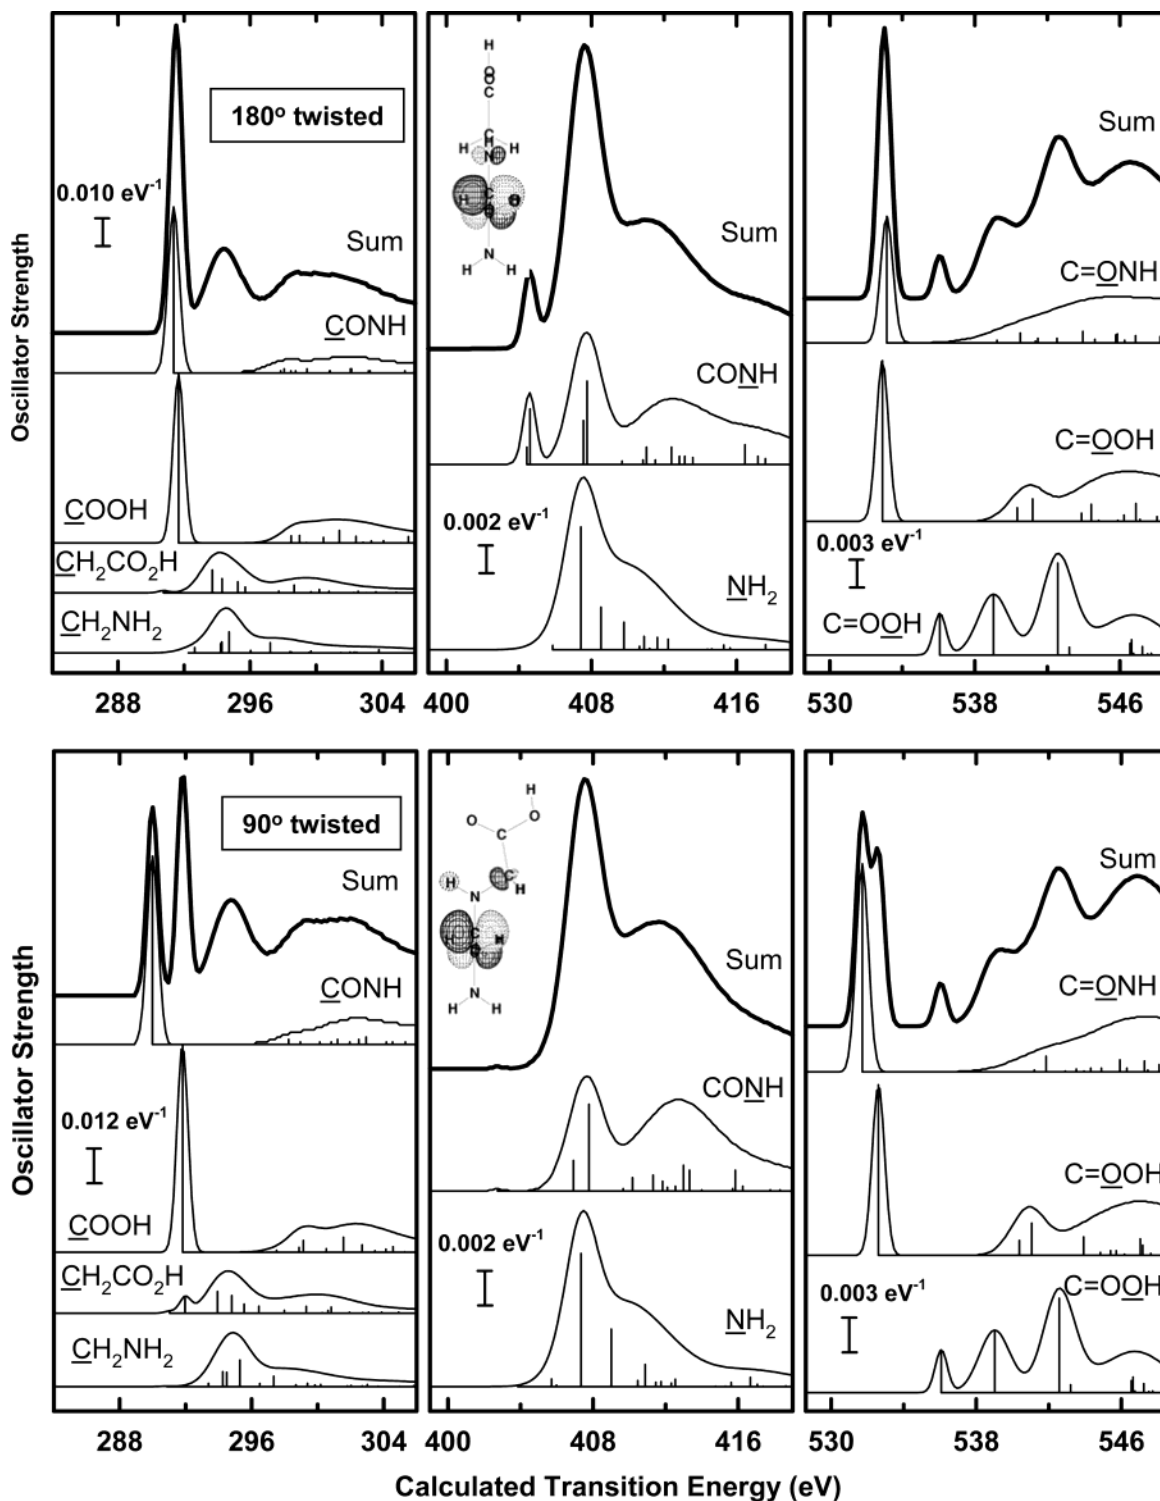 180º twisted
0.010 eV⁻¹
Sum
CONH
COOH
CH₂CO₂H
CH₂NH₂
Oscillator Strength
288 296 304
H
O
O
C
C
H
H
H
N
C
H
O
N
H H
Sum
CONH
0.002 eV⁻¹
NH₂
400 408 416
Sum
C=ONH
C=OOH
0.003 eV⁻¹
C=OOH
530 538 546
90º twisted
Sum
CONH
0.012 eV⁻¹
COOH
CH₂CO₂H
CH₂NH₂
Oscillator Strength
288 296 304
H
O O
C
C
H H
N
C
H H
N
H H
Sum
CONH
0.002 eV⁻¹
NH₂
400 408 416
Sum
C=ONH
C=OOH
0.003 eV⁻¹
C=OOH
530 538 546
Calculated Transition Energy (eV)